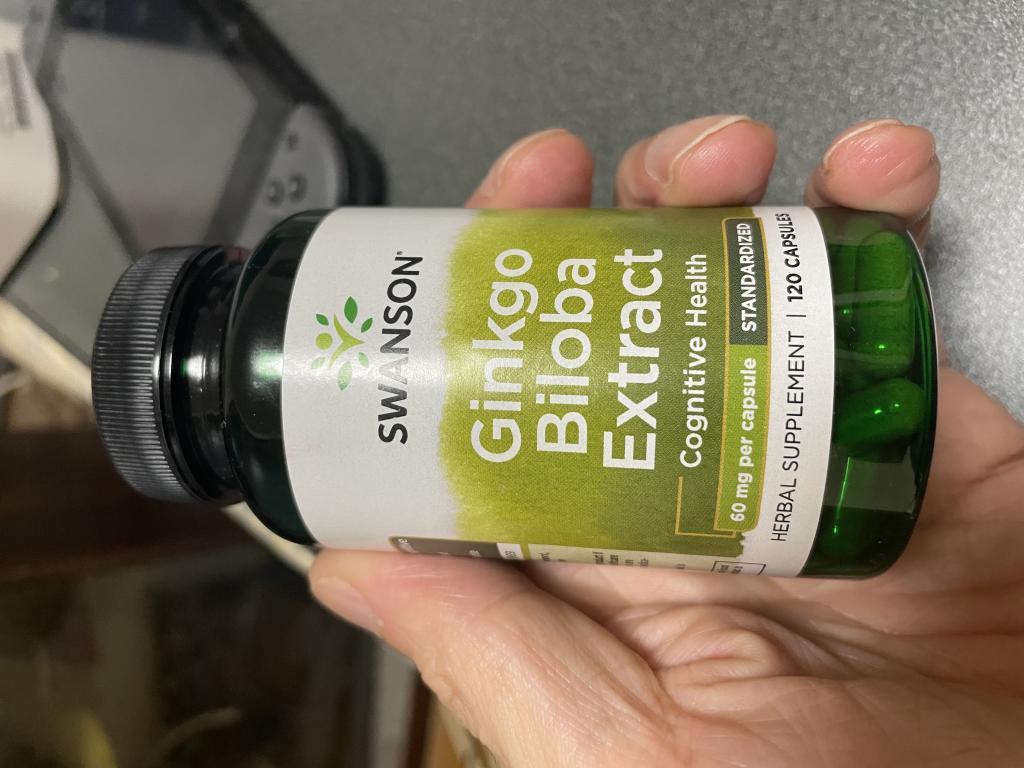 SWANSON
Ginkgo
Biloba
Extract
Cognitive Health
60 mg per capsule STANDARDIZED
HERBAL SUPPLEMENT | 120 CAPSULES